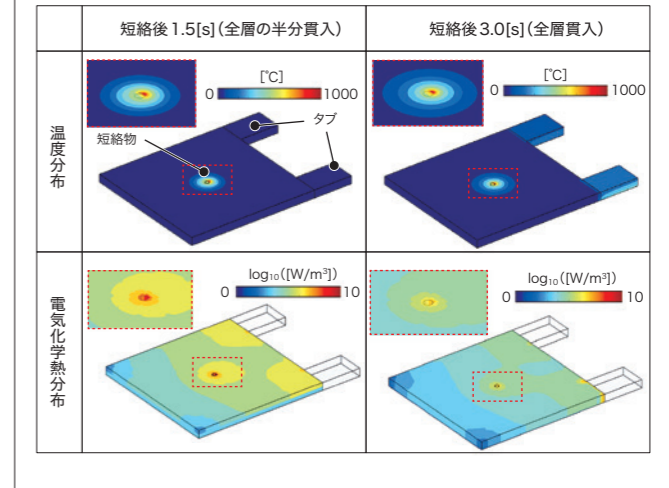 短絡後1.5[s](全層の半分貫入)
短絡後3.0[s](全層貫入)
温度分布
[℃]
0 1000
短絡物
タブ
[℃]
0 1000
電気化学熱分布
log₁₀([W/m³])
0 10
log₁₀([W/m³])
0 10